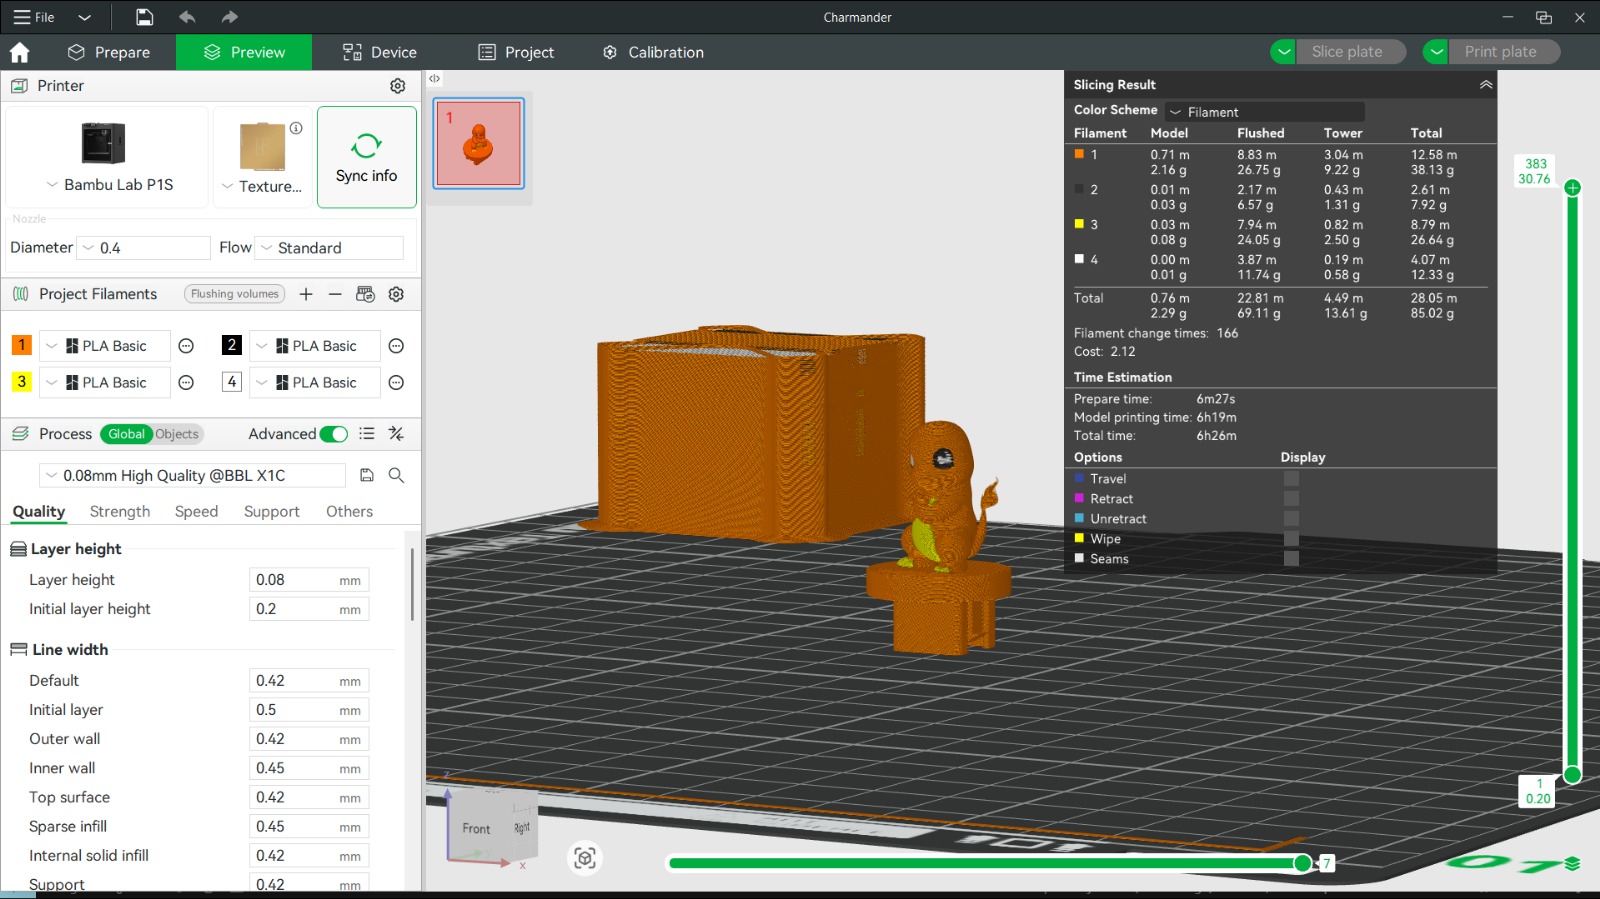 File
Charmander
Prepare
Preview
Device
Project
Calibration
Slice plate
Print plate
Printer
Bambu Lab P1S
Texture...
Sync info
Nozzle
Diameter 0.4 Flow Standard
Project Filaments Flushing volumes
1 PLA Basic 2 PLA Basic
3 PLA Basic 4 PLA Basic
Process Global Objects Advanced
0.08mm High Quality @BBL X1C
Quality Strength Speed Support Others
Layer height
Layer height 0.08 mm
Initial layer height 0.2 mm
Line width
Default 0.42 mm
Initial layer 0.5 mm
Outer wall 0.42 mm
Inner wall 0.45 mm
Top surface 0.42 mm
Sparse infill 0.45 mm
Internal solid infill 0.42 mm
Support 0.42 mm
1
Slicing Result
Color Scheme Filament
Filament Model Flushed Tower Total
1 0.71 m 8.83 m 3.04 m 12.58 m
2.16 g 26.75 g 9.22 g 38.13 g
2 0.01 m 2.17 m 0.43 m 2.61 m
0.03 g 6.57 g 1.31 g 7.92 g
3 0.03 m 7.94 m 0.82 m 8.79 m
0.08 g 24.05 g 2.50 g 26.64 g
4 0.00 m 3.87 m 0.19 m 4.07 m
0.01 g 11.74 g 0.58 g 12.33 g
Total 0.76 m 22.81 m 4.49 m 28.05 m
2.29 g 69.11 g 13.61 g 85.02 g
Filament change times: 166
Cost: 2.12
Time Estimation
Prepare time: 6m27s
Model printing time: 6h19m
Total time: 6h26m
Options Display
Travel
Retract
Unretract
Wipe
Seams
383
30.76
1
0.20
Front
Right
z
x
7
07